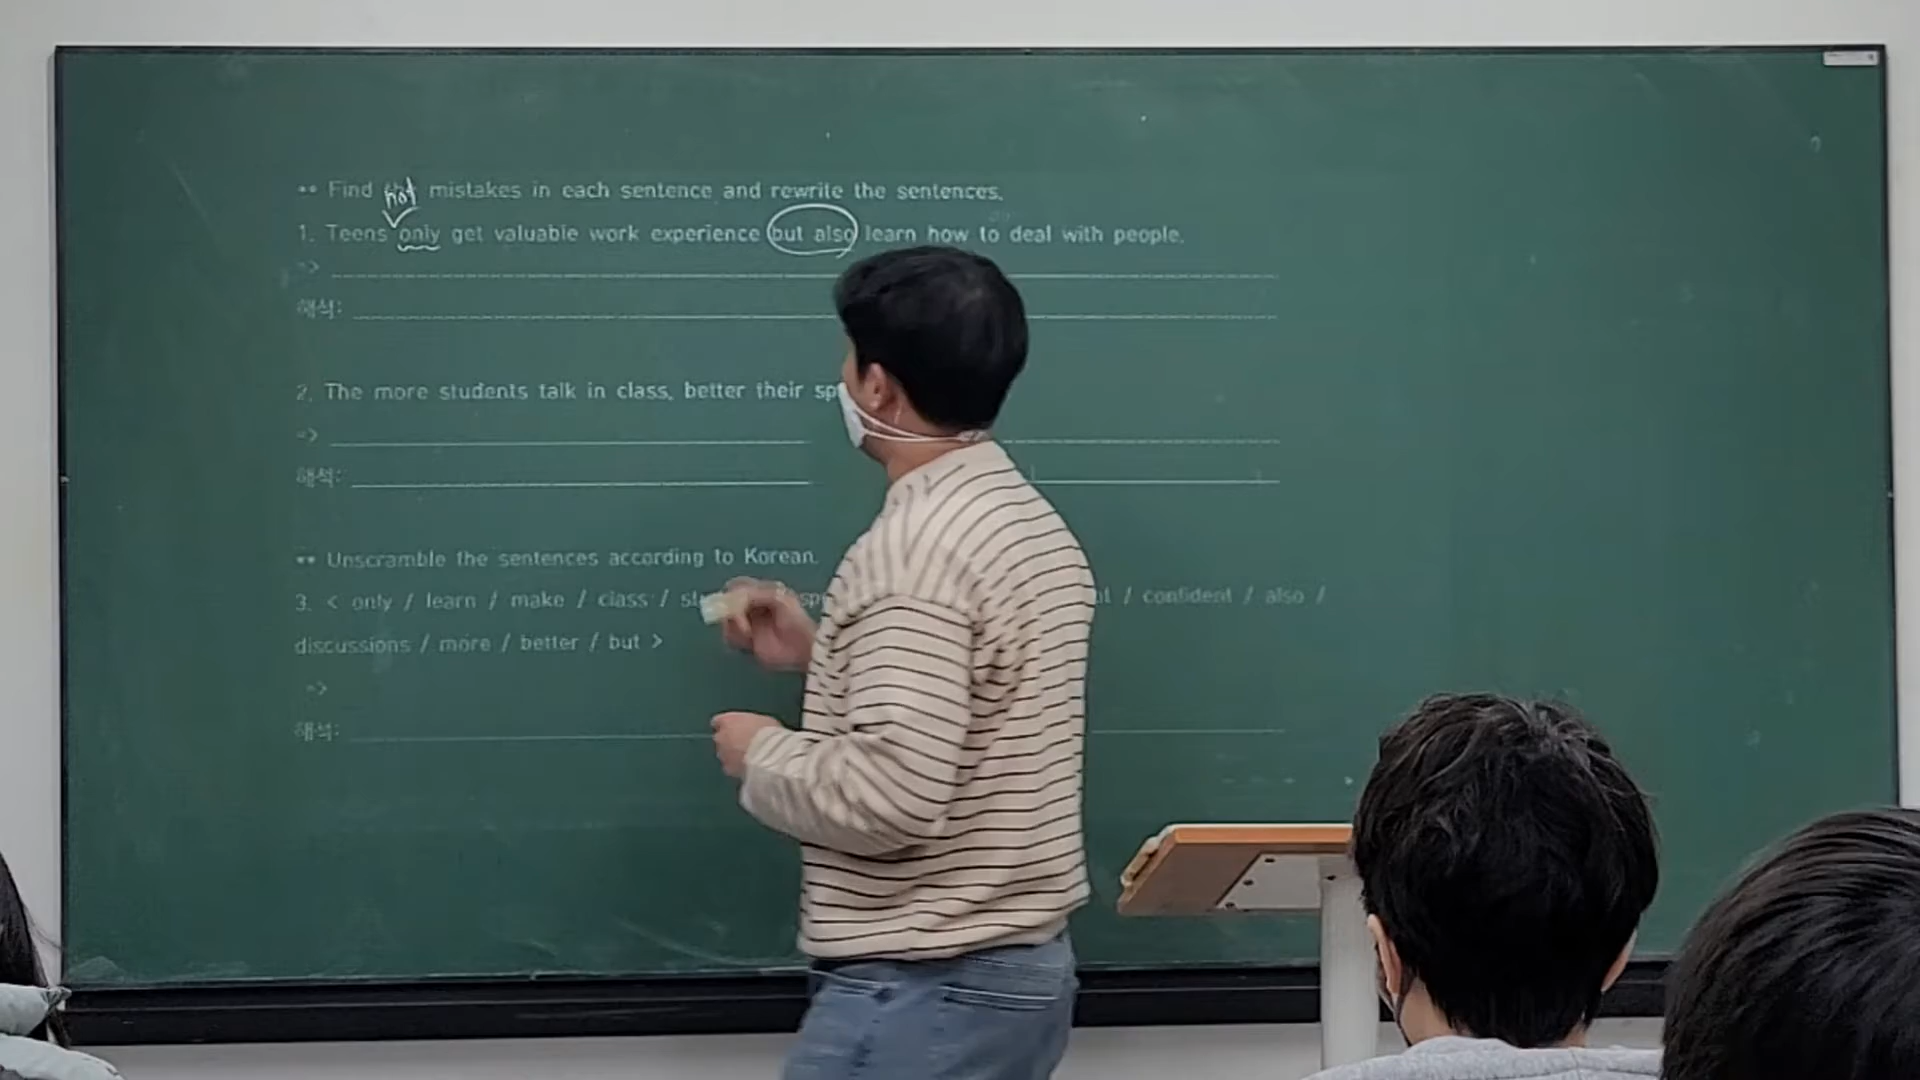 ** Find the mistakes in each sentence and rewrite the sentences.
not
1. Teens only get valuable work experience but also learn how to deal with people.
=>
해석:
2. The more students talk in class, better their
=>
해석:
** Unscramble the sentences according to Korean.
3. < only / learn / make / class / / confident / also /
discussions / more / better / but >
=>
해석: